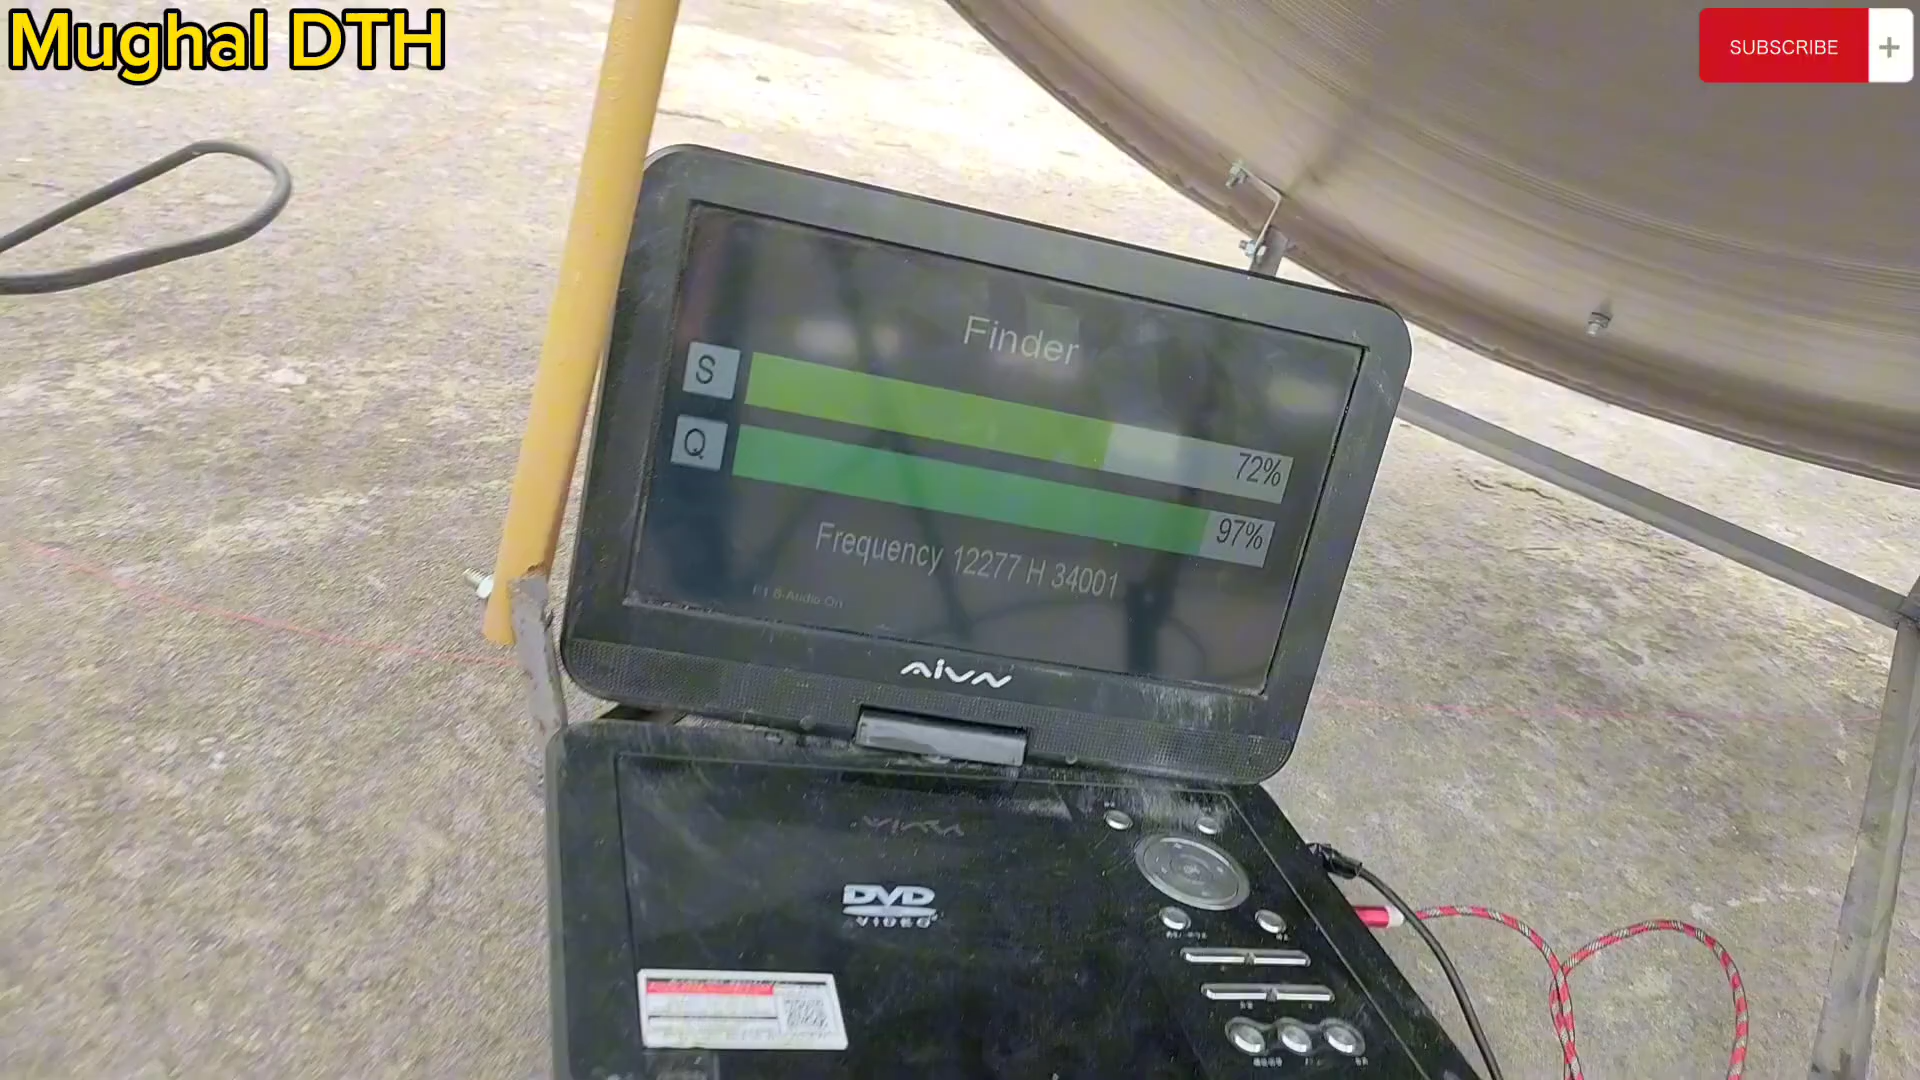 Mughal DTH
SUBSCRIBE +
Finder
S 72%
Q 97%
Frequency 12277 H 34001
AIVN
DVD
VIDEO